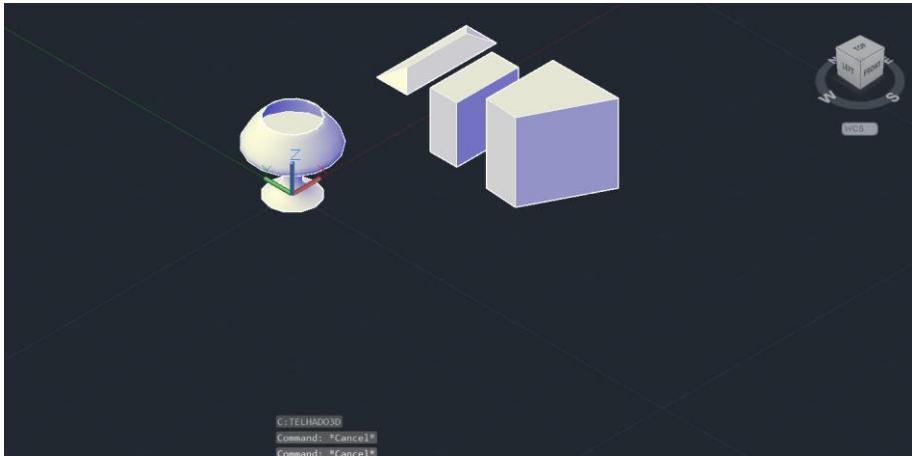 TOP
LEFT
FRONT
W
S
WCS
Z
C:TELHADO3D
Command: *Cancel*
Command: *Cancel*